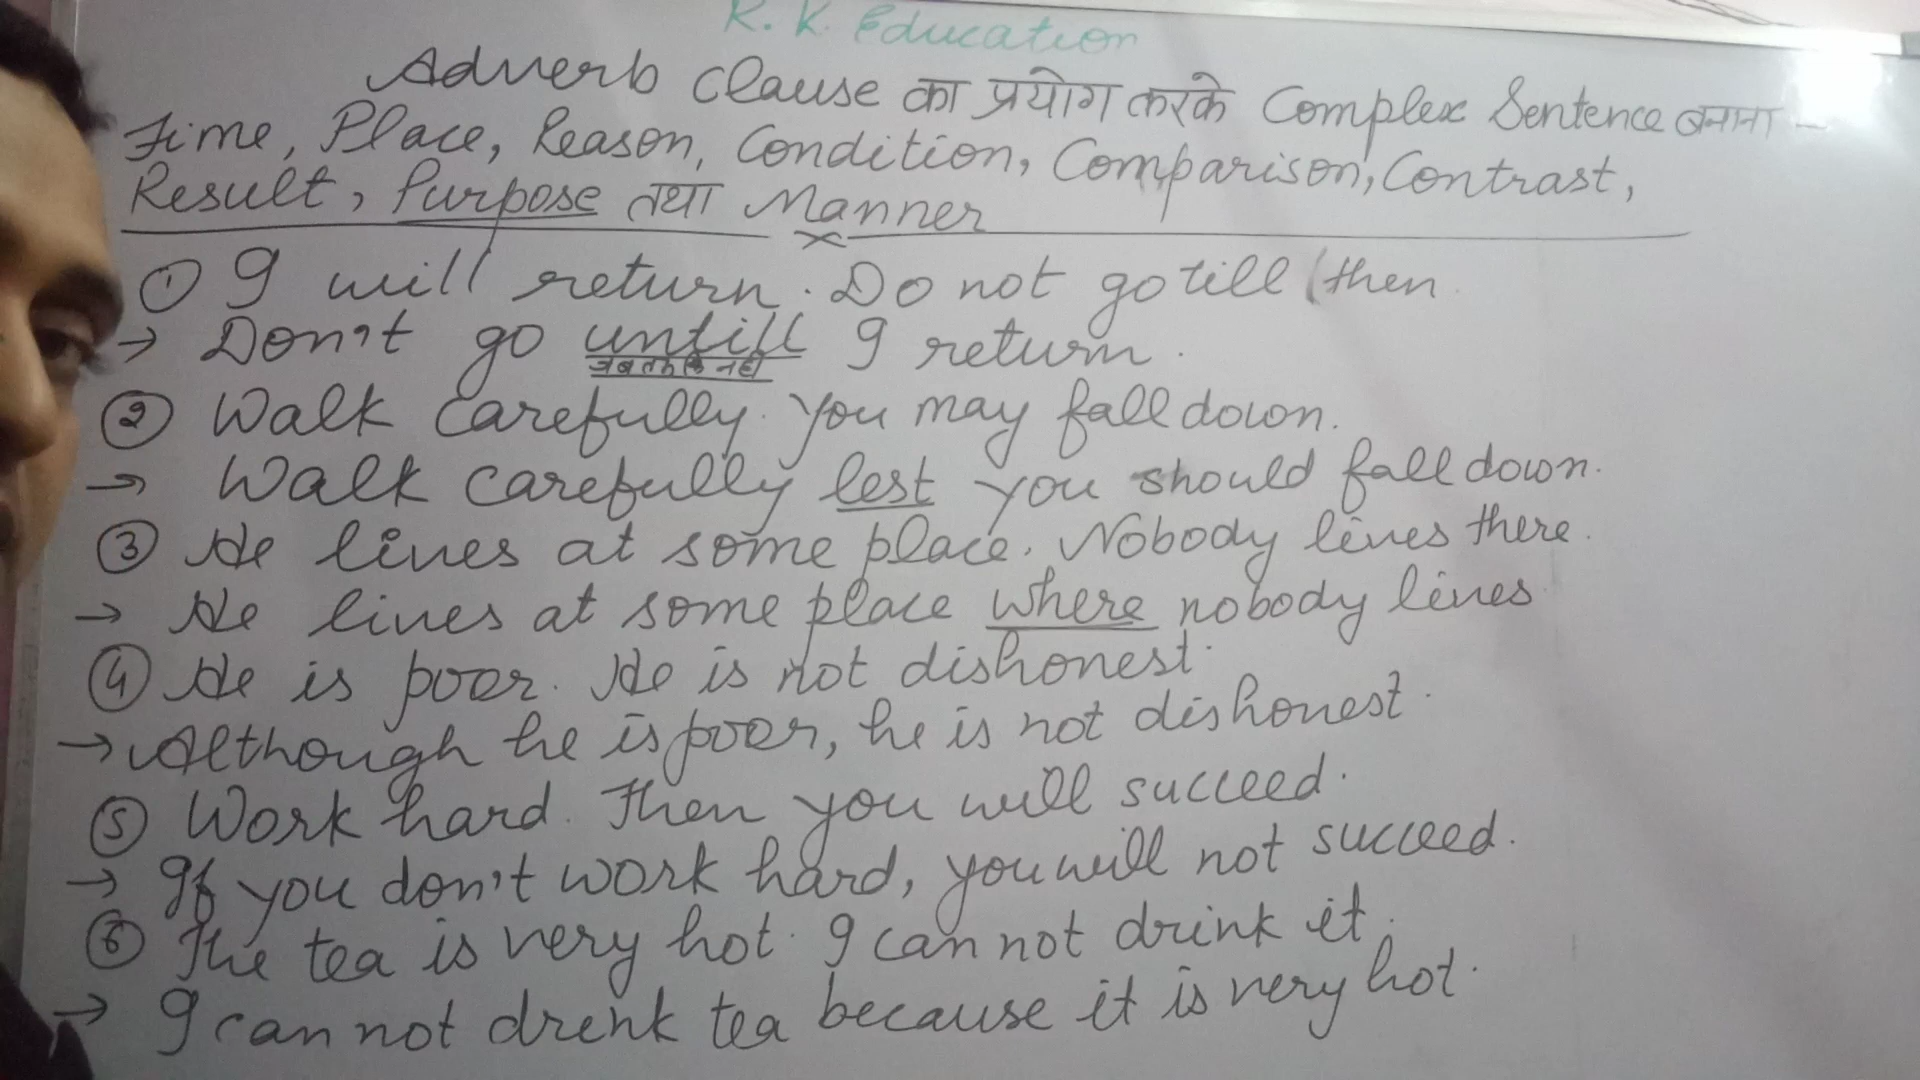 R. K. Education
Adverb clause का प्रयोग करके Complex Sentence बनाना -
Time, Place, Reason, Condition, Comparison, Contrast,
Result, Purpose तथा Manner
① I will return. Do not go till (then
→ Don't go untill I return.
जब तक कि नहीं
② Walk carefully. You may fall down.
→ Walk carefully lest you should fall down.
③ He lives at some place. Nobody lives there.
→ He lives at some place where nobody lives
④ He is poor. He is not dishonest.
→ Although he is poor, he is not dishonest.
⑤ Work hard. Then you will succeed.
→ If you don't work hard, you will not succeed.
⑥ The tea is very hot. I can not drink it.
→ I can not drink tea because it is very hot.